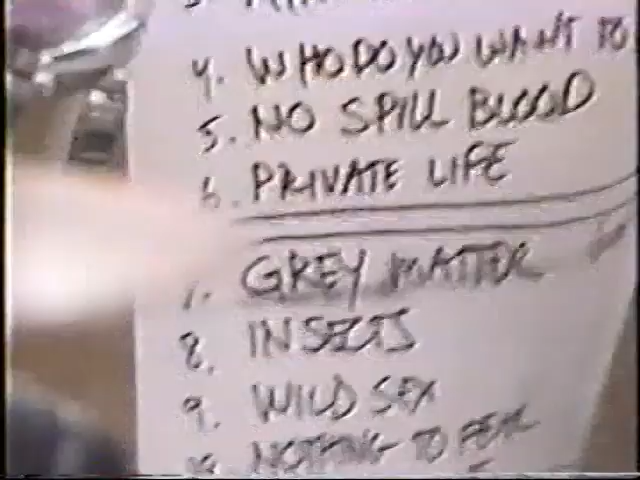 4. WHO DO YOU WANT TO
5. NO SPILL BLOOD
6. PRIVATE LIFE
7. GREY MATTER
8. INSECTS
9. WILD SEX
10 NOTHING TO FEAR